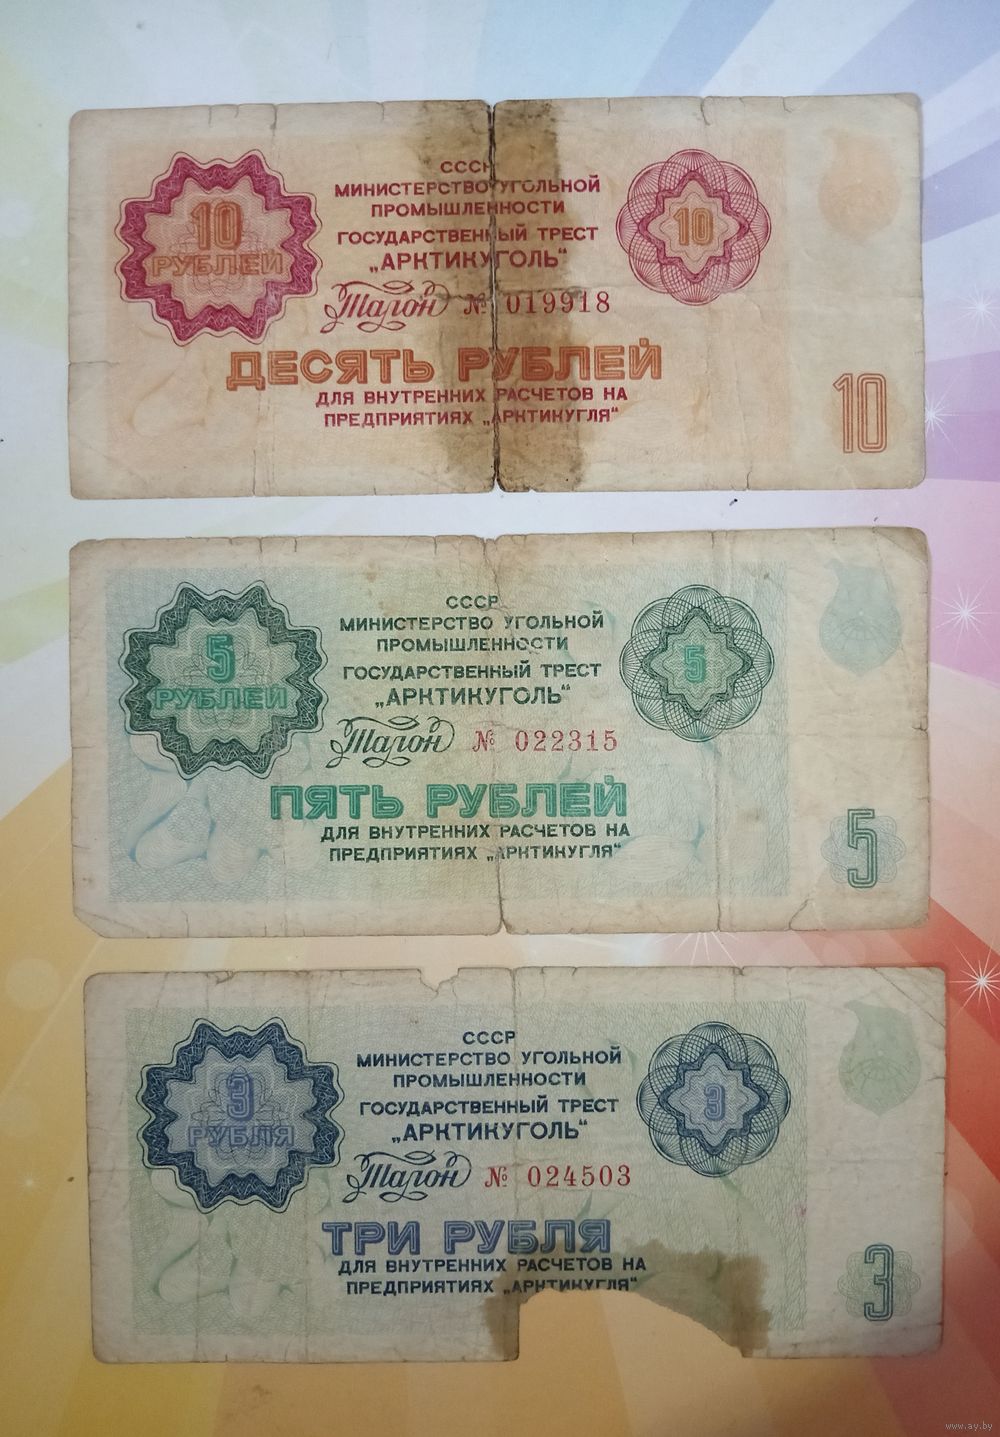 СССР
МИНИСТЕРСТВО УГОЛЬНОЙ
ПРОМЫШЛЕННОСТИ
ГОСУДАРСТВЕННЫЙ ТРЕСТ
„АРКТИКУГОЛЬ“
10
РУБЛЕЙ
10
Талон № 019918
ДЕСЯТЬ РУБЛЕЙ
ДЛЯ ВНУТРЕННИХ РАСЧЕТОВ НА
ПРЕДПРИЯТИЯХ „АРКТИКУГЛЯ“
10
СССР
МИНИСТЕРСТВО УГОЛЬНОЙ
ПРОМЫШЛЕННОСТИ
ГОСУДАРСТВЕННЫЙ ТРЕСТ
„АРКТИКУГОЛЬ“
5
РУБЛЕЙ
5
Талон № 022315
ПЯТЬ РУБЛЕЙ
ДЛЯ ВНУТРЕННИХ РАСЧЕТОВ НА
ПРЕДПРИЯТИЯХ „АРКТИКУГЛЯ“
5
СССР
МИНИСТЕРСТВО УГОЛЬНОЙ
ПРОМЫШЛЕННОСТИ
ГОСУДАРСТВЕННЫЙ ТРЕСТ
„АРКТИКУГОЛЬ“
3
РУБЛЯ
3
Талон № 024503
ТРИ РУБЛЯ
ДЛЯ ВНУТРЕННИХ РАСЧЕТОВ НА
ПРЕДПРИЯТИЯХ „АРКТИКУГЛЯ“
3
www.ay.by